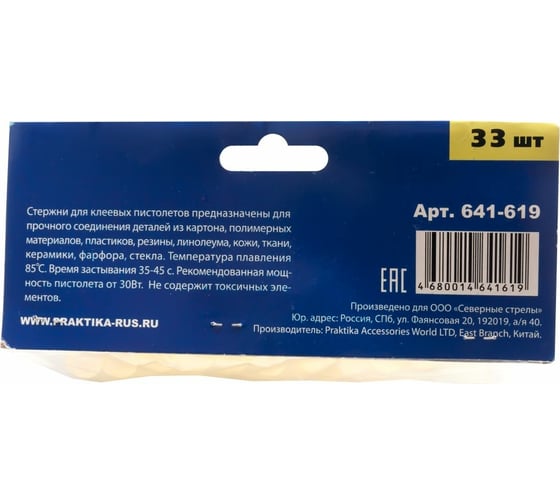 33 шт
Стержни для клеевых пистолетов предназначены для
прочного соединения деталей из картона, полимерных
материалов, пластиков, резины, линолеума, кожи, ткани,
керамики, фарфора, стекла. Температура плавления
85°С. Время застывания 35-45 с. Рекомендованная мощ-
ность пистолета от 30Вт. Не содержит токсичных эле-
ментов.
WWW.PRAKTIKA-RUS.RU
Арт. 641-619
EAC
4 680014 641619
Произведено для ООО «Северные стрелы»
Юр. адрес: Россия, СПб, ул. Фаянсовая 20, 192019, а/я 40.
Производитель: Praktika Accessories World LTD, East Branch, Китай.